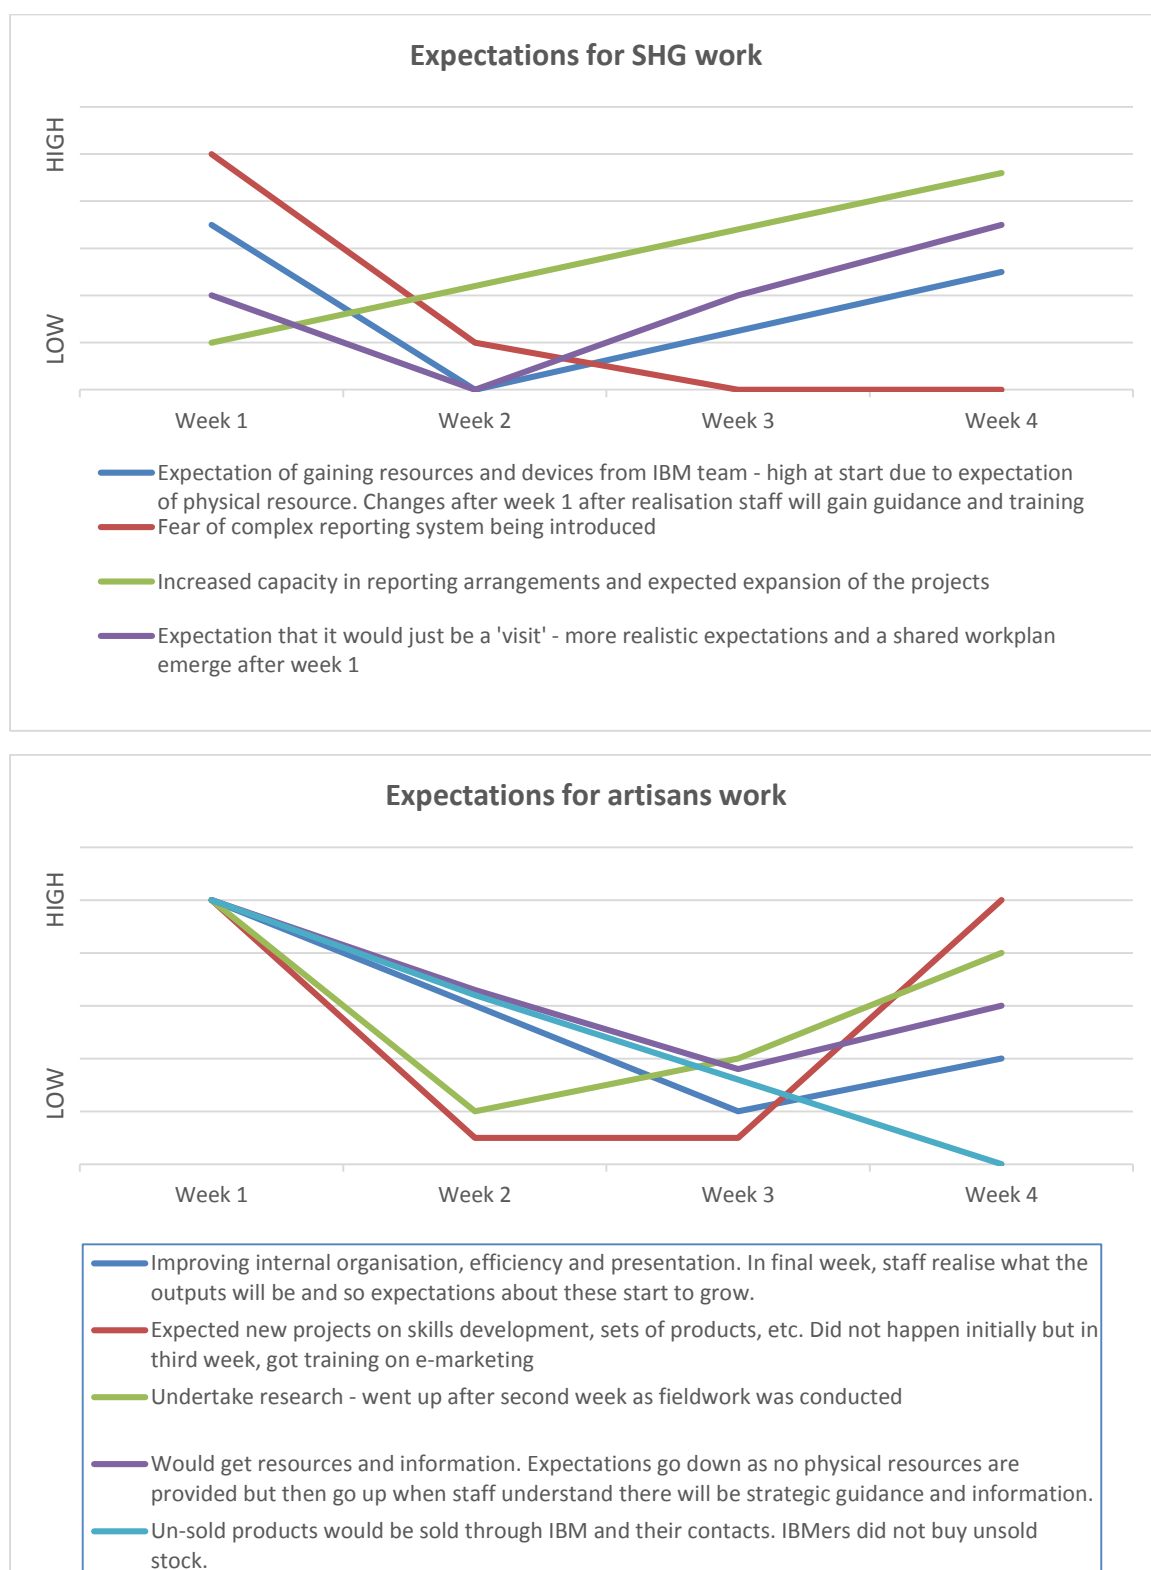 Expectations for SHG work
HIGH
LOW
Week 1
Week 2
Week 3
Week 4
Expectation of gaining resources and devices from IBM team - high at start due to expectation
of physical resource. Changes after week 1 after realisation staff will gain guidance and training
Fear of complex reporting system being introduced
Increased capacity in reporting arrangements and expected expansion of the projects
Expectation that it would just be a 'visit' - more realistic expectations and a shared workplan
emerge after week 1
Expectations for artisans work
HIGH
LOW
Week 1
Week 2
Week 3
Week 4
Improving internal organisation, efficiency and presentation. In final week, staff realise what the
outputs will be and so expectations about these start to grow.
Expected new projects on skills development, sets of products, etc. Did not happen initially but in
third week, got training on e-marketing
Undertake research - went up after second week as fieldwork was conducted
Would get resources and information. Expectations go down as no physical resources are
provided but then go up when staff understand there will be strategic guidance and information.
Un-sold products would be sold through IBM and their contacts. IBMers did not buy unsold
stock.